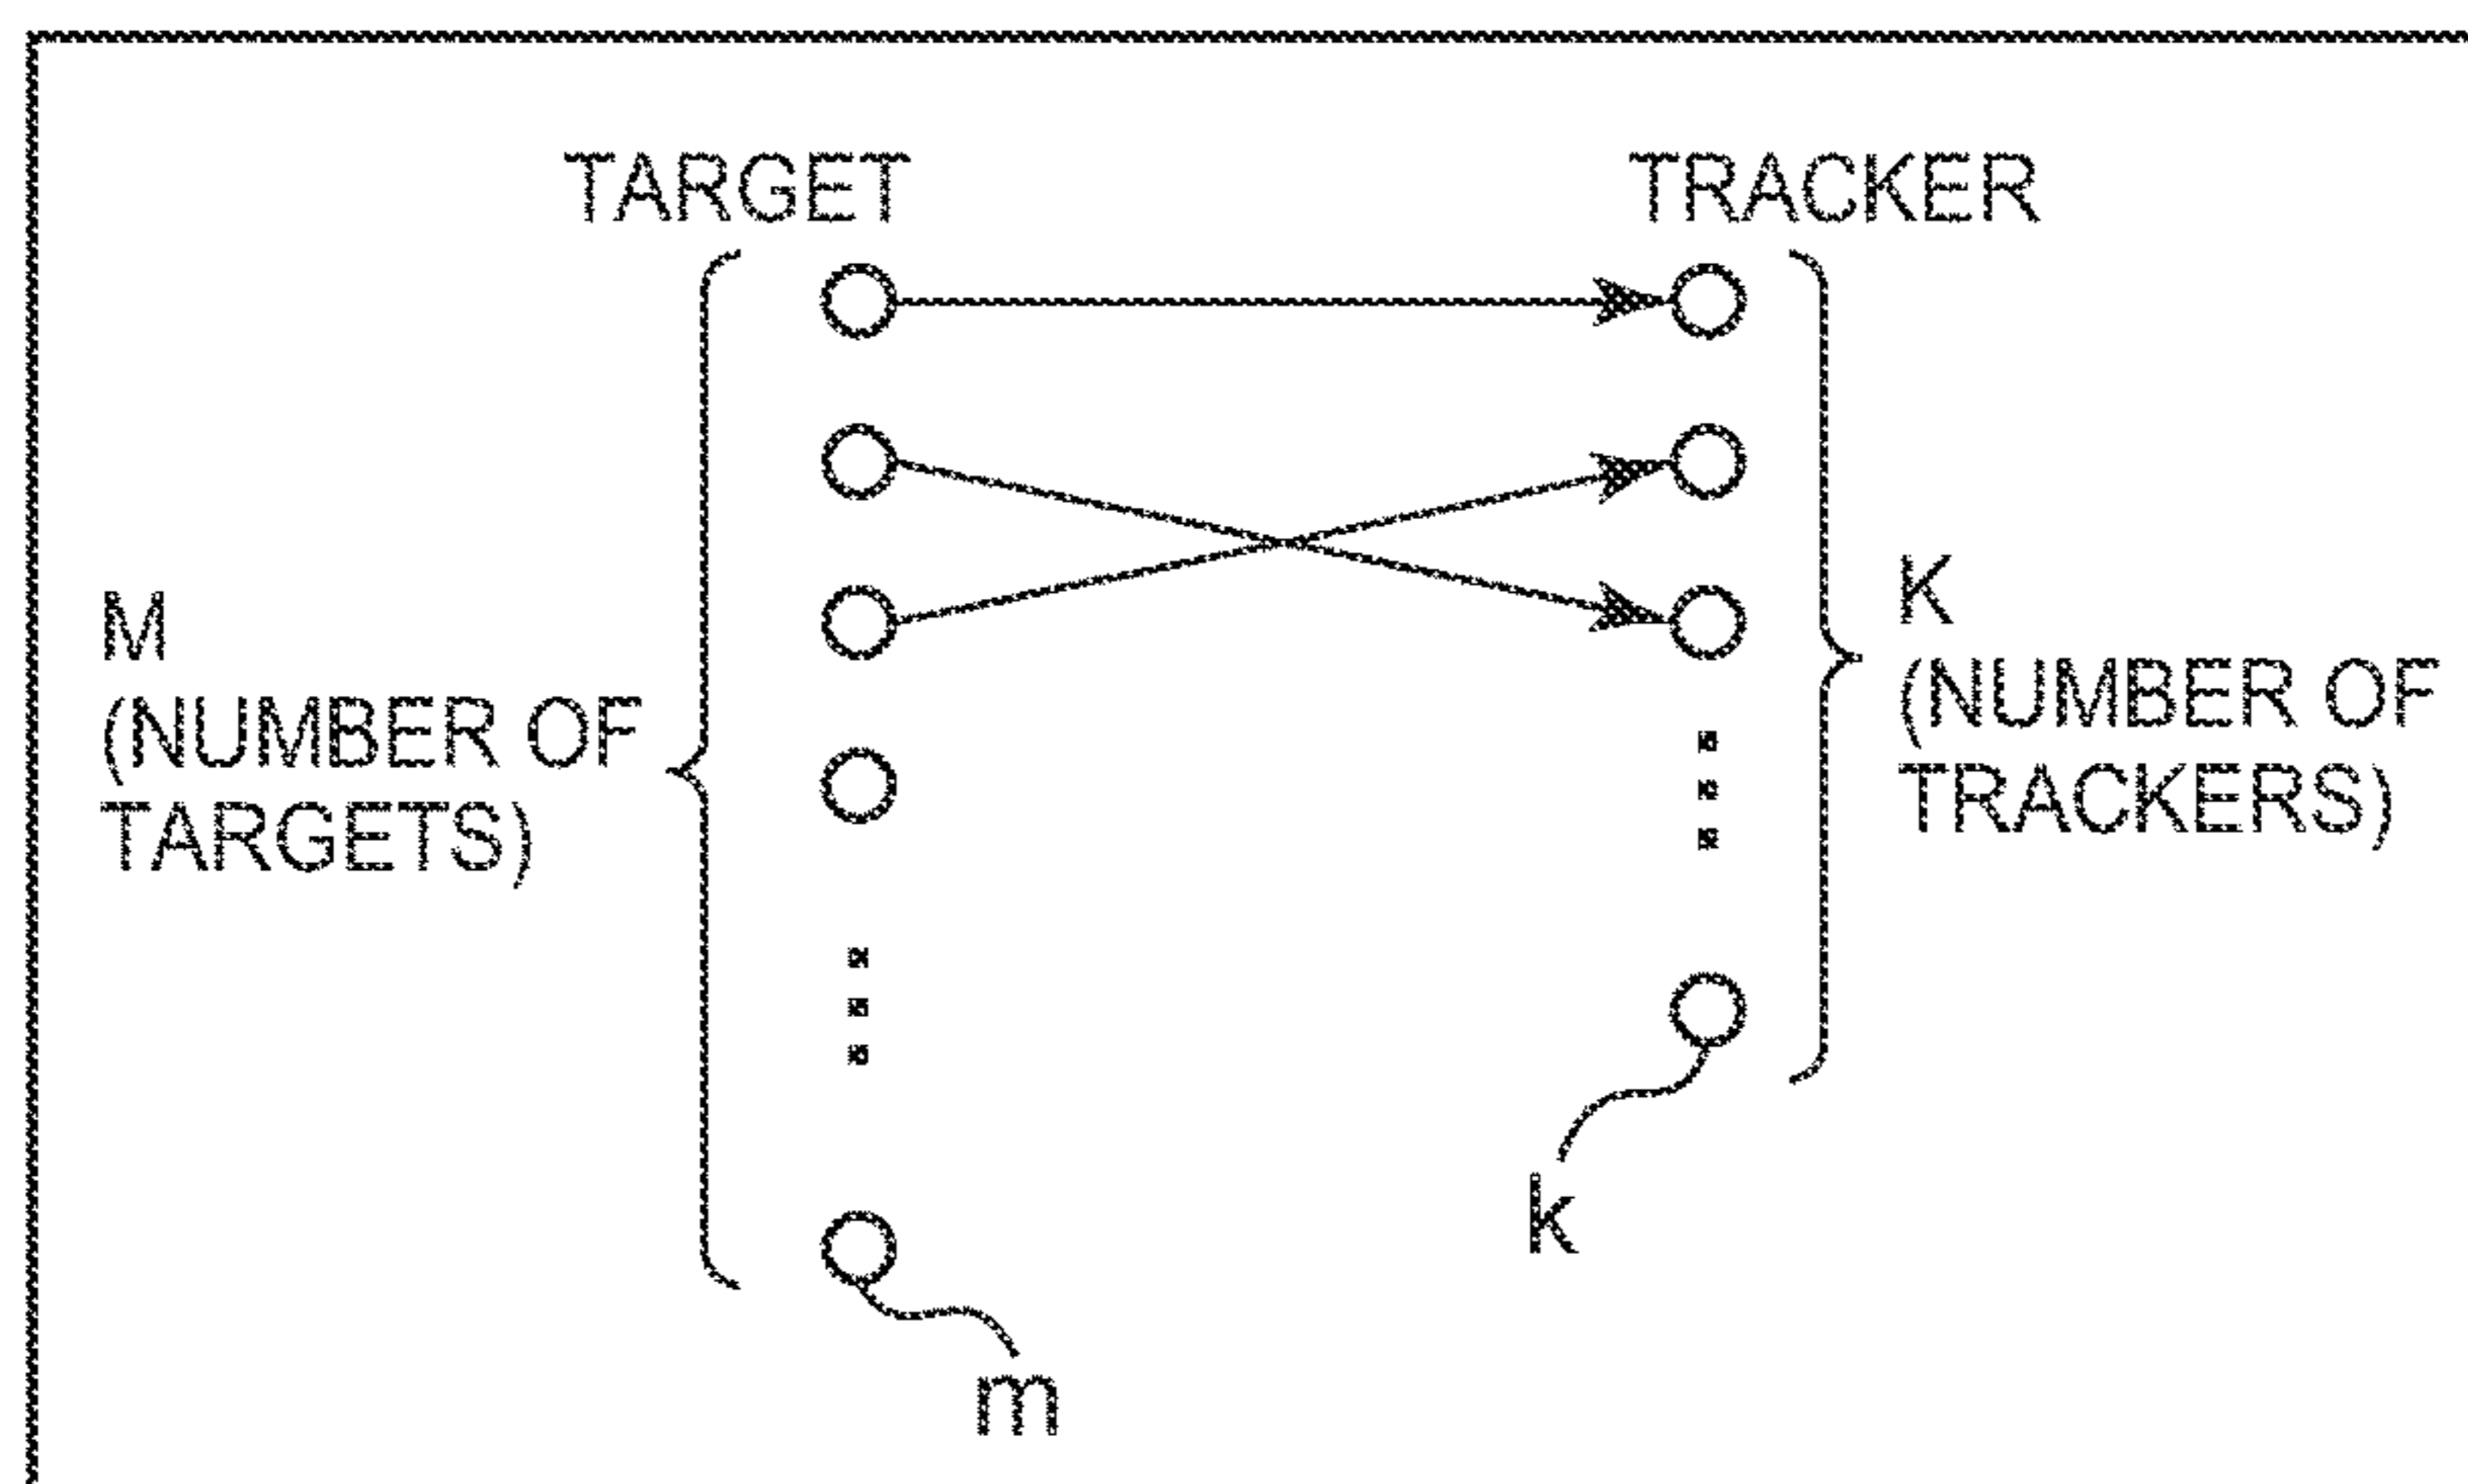 TARGET
TRACKER
M
(NUMBER OF
TARGETS)
K
(NUMBER OF
TRACKERS)
k
m